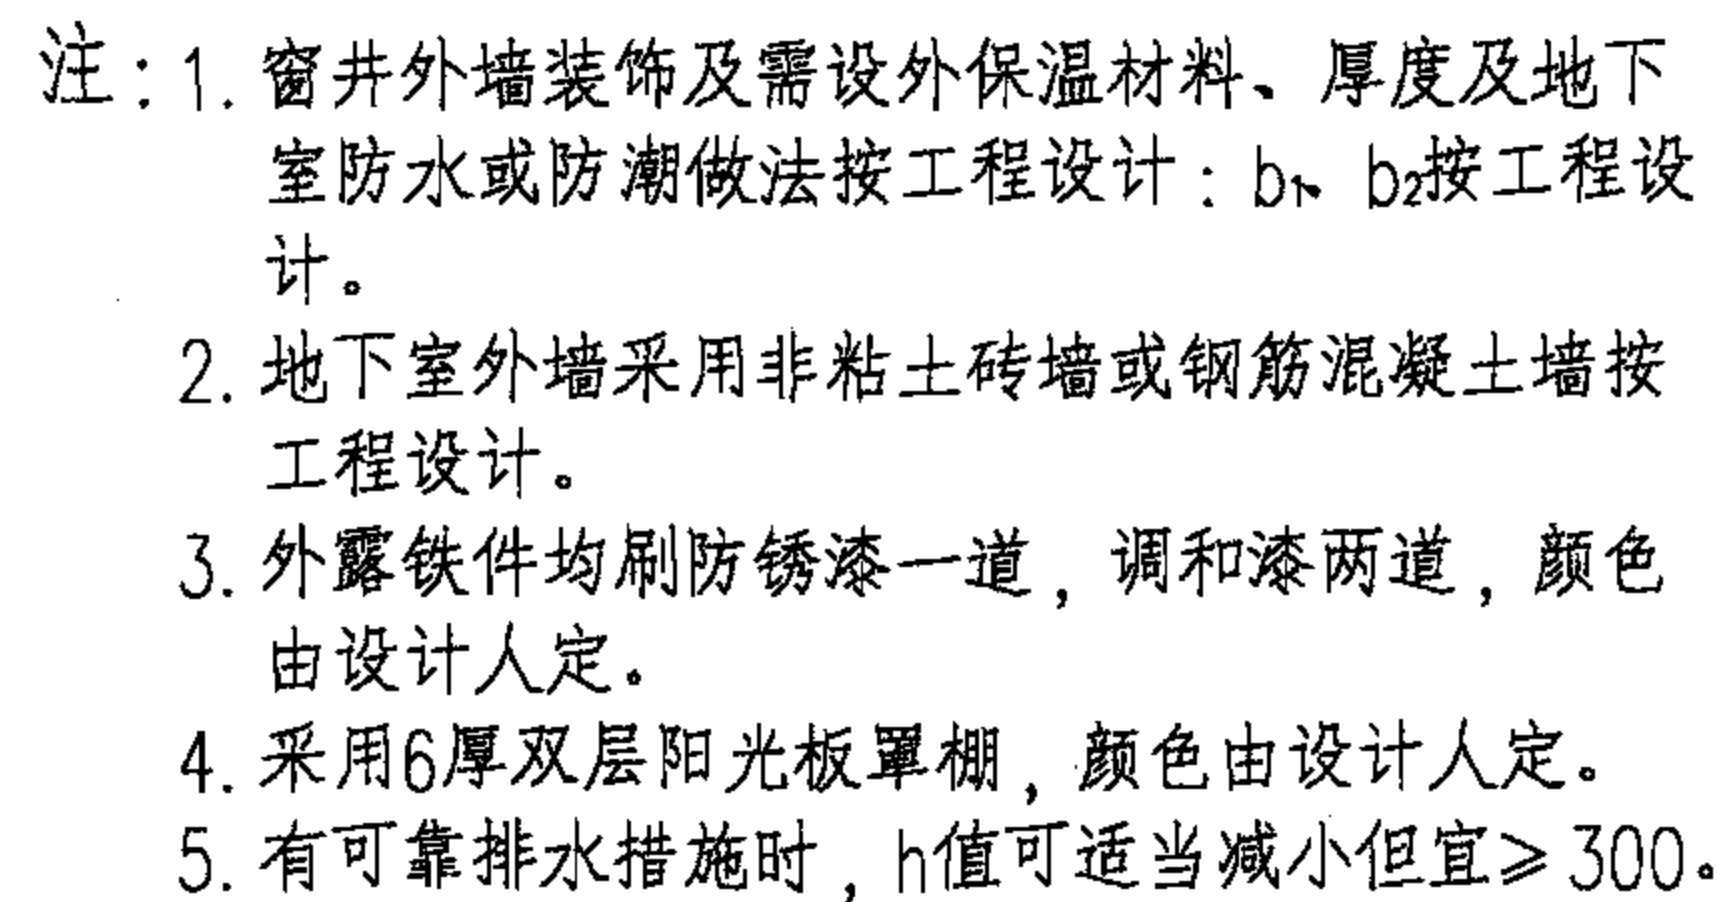 注：1. 窗井外墙装饰及需设外保温材料、厚度及地下
室防水或防潮做法按工程设计：b₁、b₂按工程设
计。
2. 地下室外墙采用非粘土砖墙或钢筋混凝土墙按
工程设计。
3. 外露铁件均刷防锈漆一道，调和漆两道，颜色
由设计人定。
4. 采用6厚双层阳光板罩棚，颜色由设计人定。
5. 有可靠排水措施时，h值可适当减小但宜≥300。